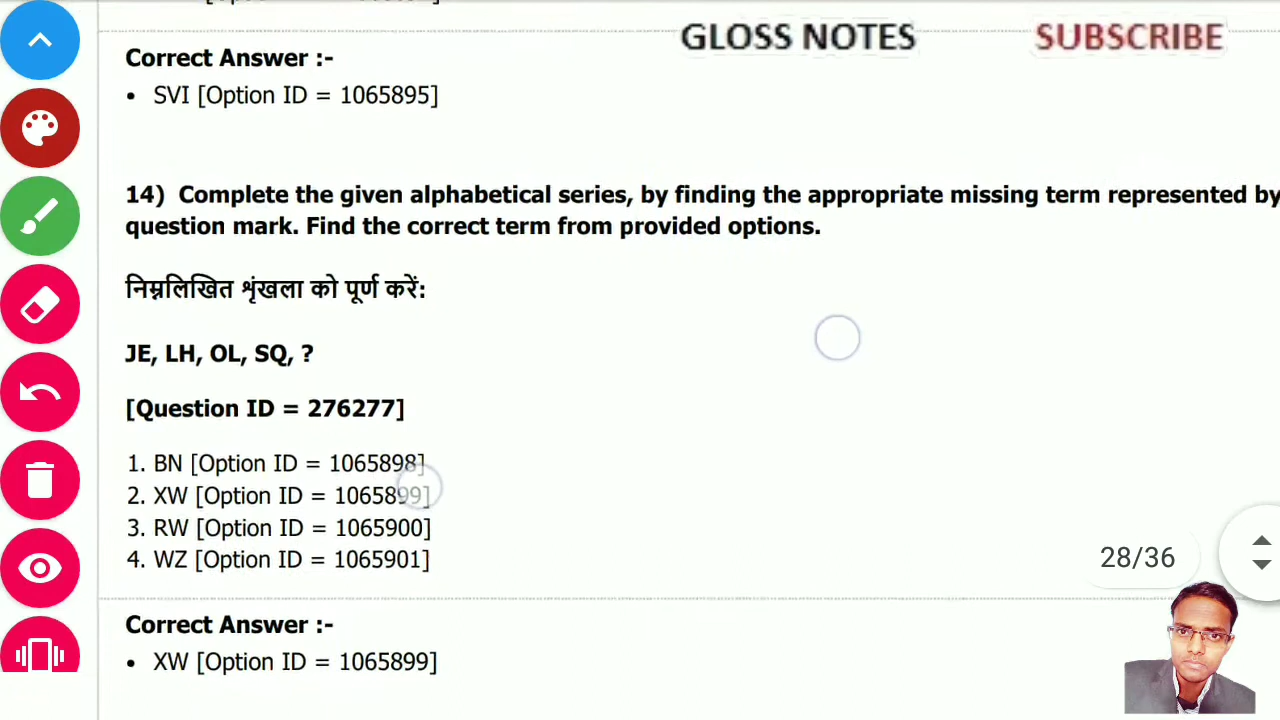 GLOSS NOTES SUBSCRIBE
Correct Answer :-
• SVI [Option ID = 1065895]
14) Complete the given alphabetical series, by finding the appropriate missing term represented by
question mark. Find the correct term from provided options.
निम्नलिखित शृंखला को पूर्ण करें:
JE, LH, OL, SQ, ?
[Question ID = 276277]
1. BN [Option ID = 1065898]
2. XW [Option ID = 1065899]
3. RW [Option ID = 1065900]
4. WZ [Option ID = 1065901]
28/36
Correct Answer :-
• XW [Option ID = 1065899]